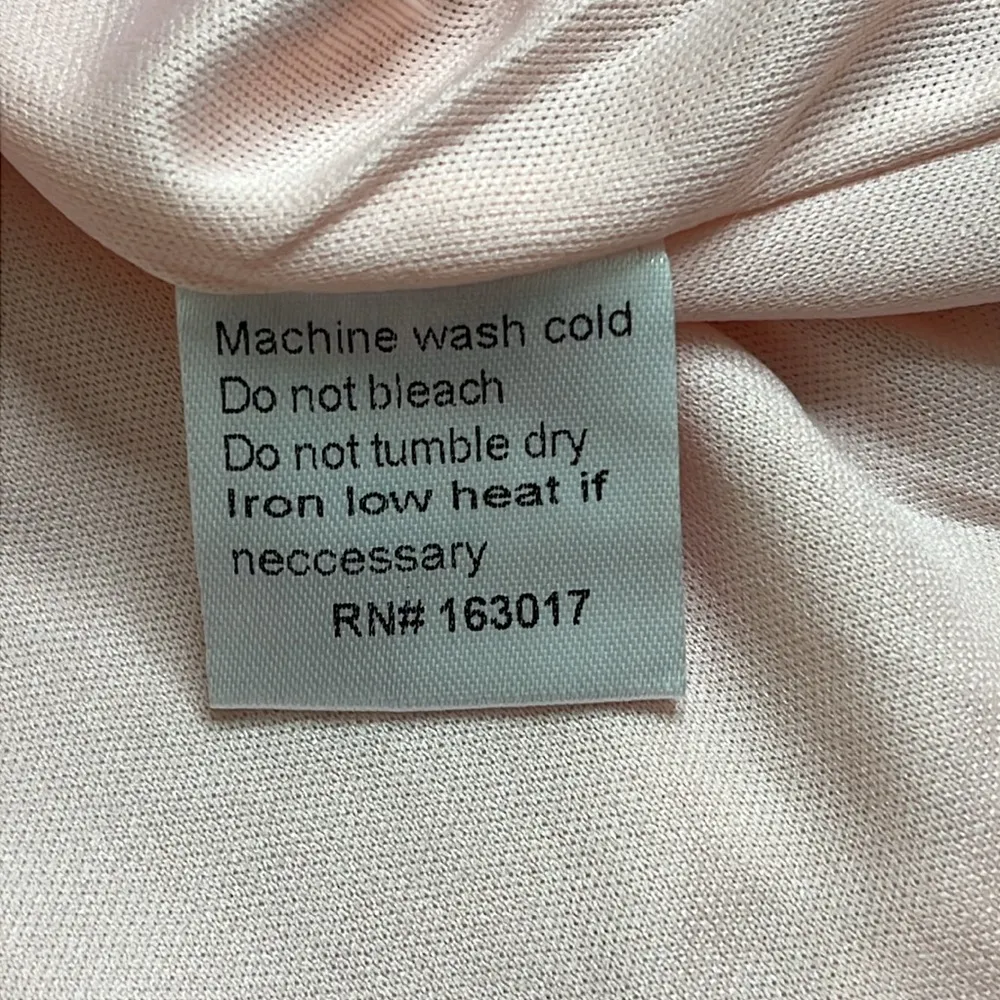 Machine wash cold
Do not bleach
Do not tumble dry
Iron low heat if
neccessary
RN# 163017